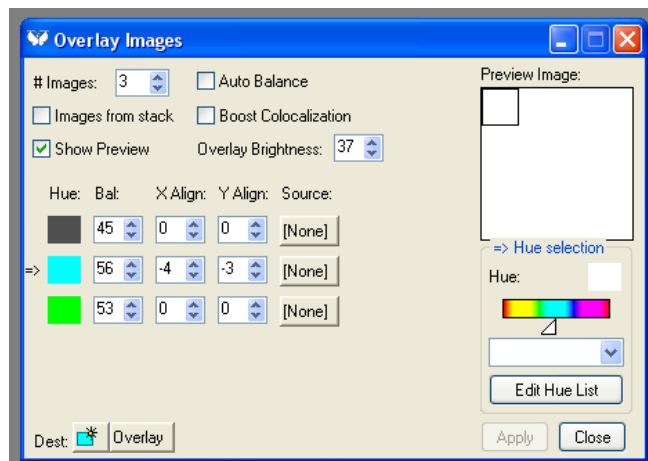 Overlay Images
# Images: 3 Auto Balance Preview Image:
Images from stack Boost Colocalization
Show Preview Overlay Brightness: 37
Hue: Bal: X Align: Y Align: Source:
45 0 0 [None]
=> Hue selection
=> 56 -4 -3 [None] Hue:
53 0 0 [None]
Edit Hue List
Dest: Overlay Apply Close